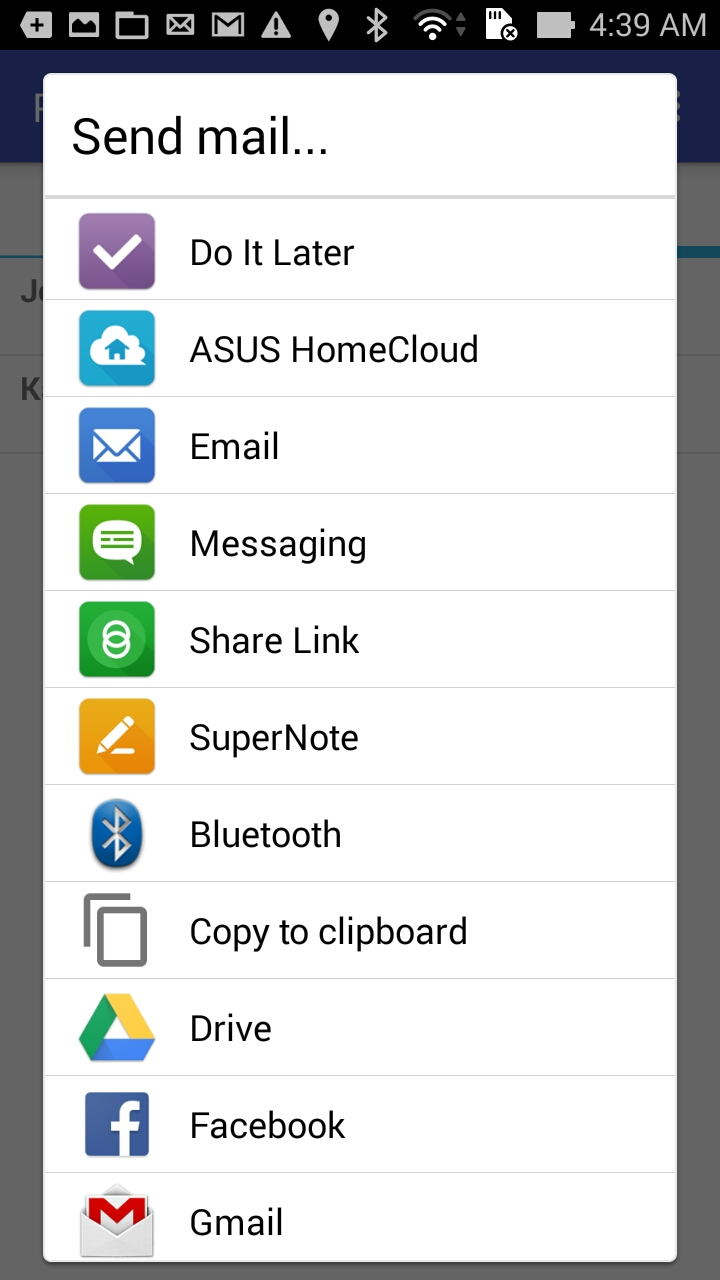 4:39 AM
Send mail...
Do It Later
ASUS HomeCloud
Email
Messaging
Share Link
SuperNote
Bluetooth
Copy to clipboard
Drive
Facebook
Gmail